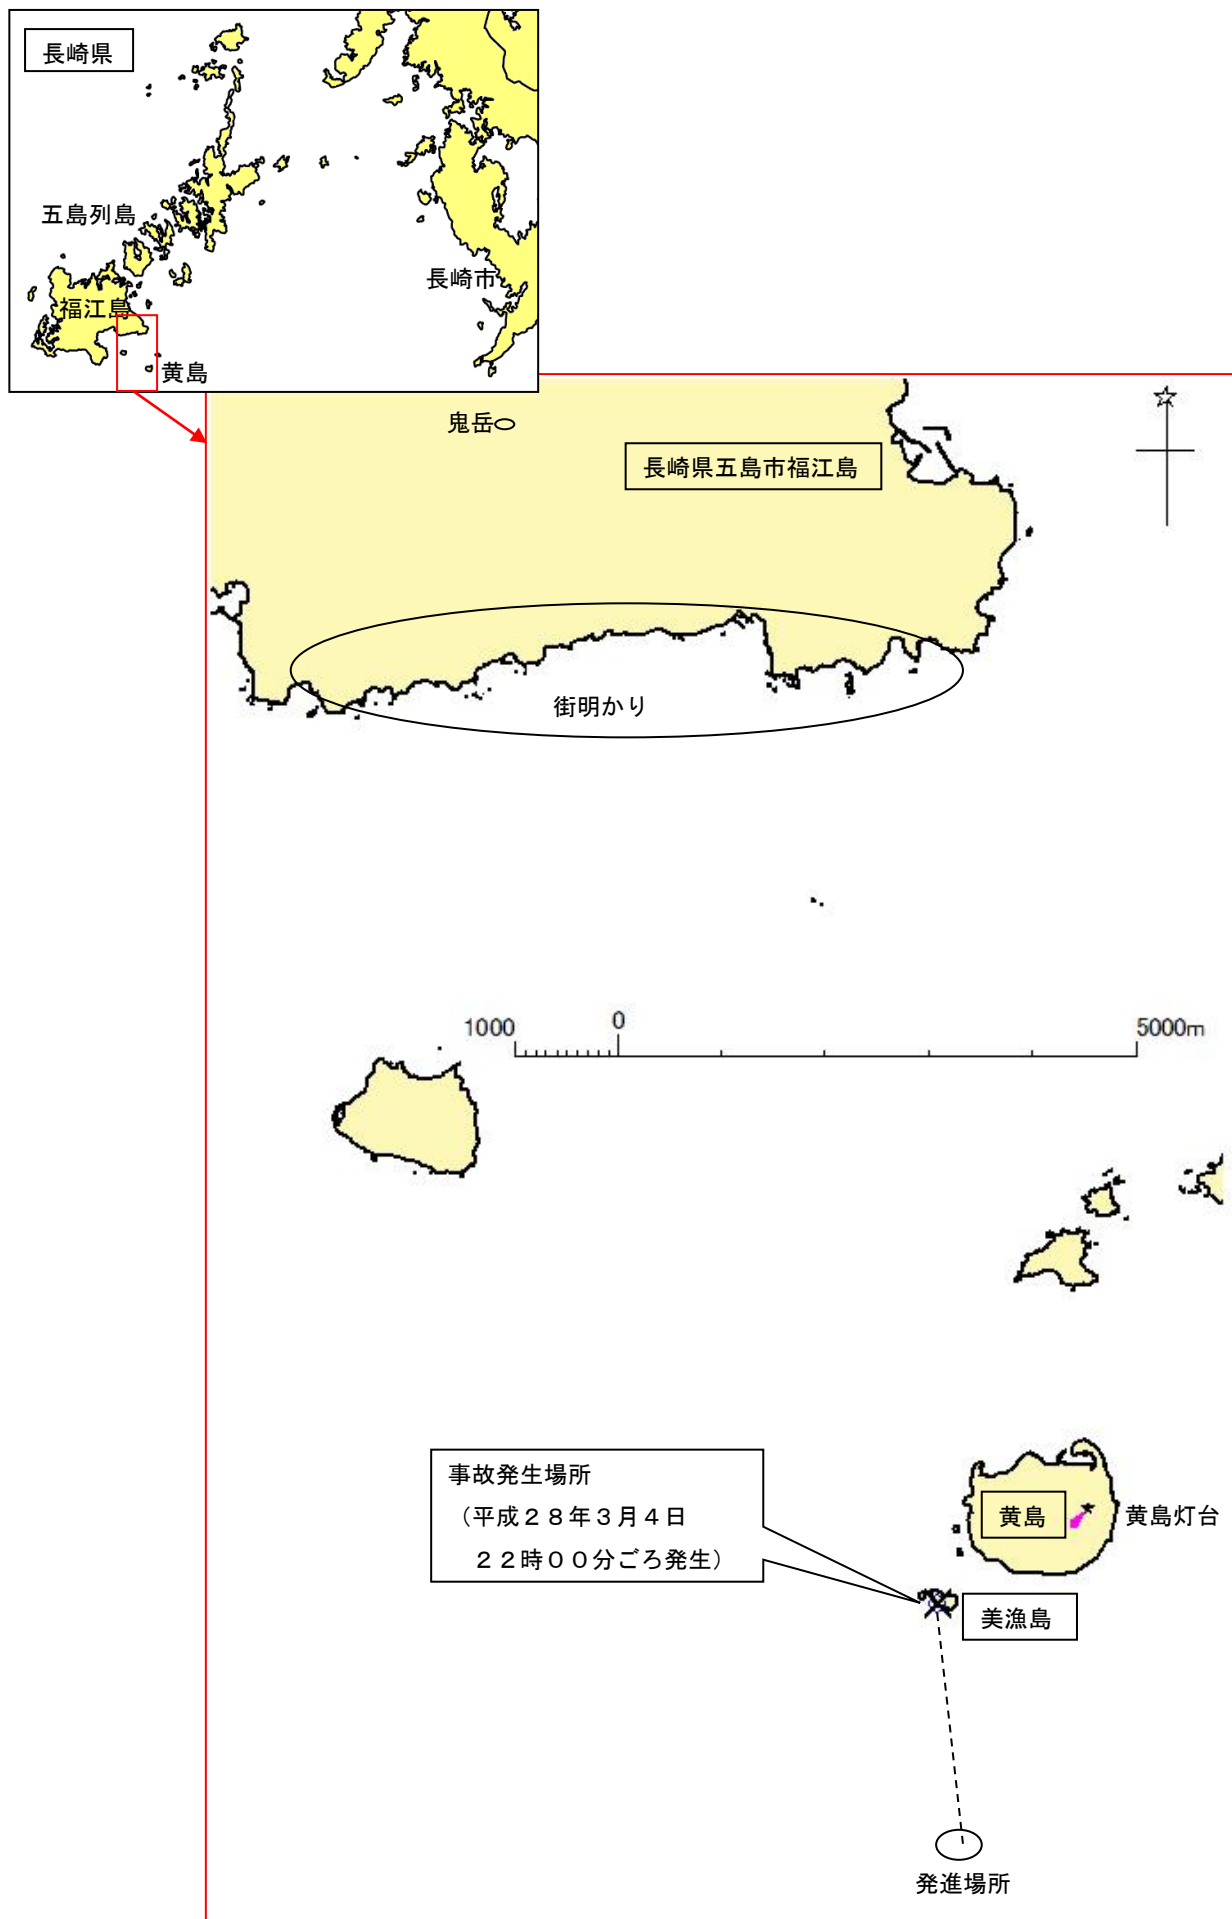 長崎県
五島列島
長崎市
福江島
黄島
鬼岳
長崎県五島市福江島
街明かり
1000 0 5000m
事故発生場所
（平成２８年３月４日
２２時００分ごろ発生）
黄島
黄島灯台
美漁島
発進場所